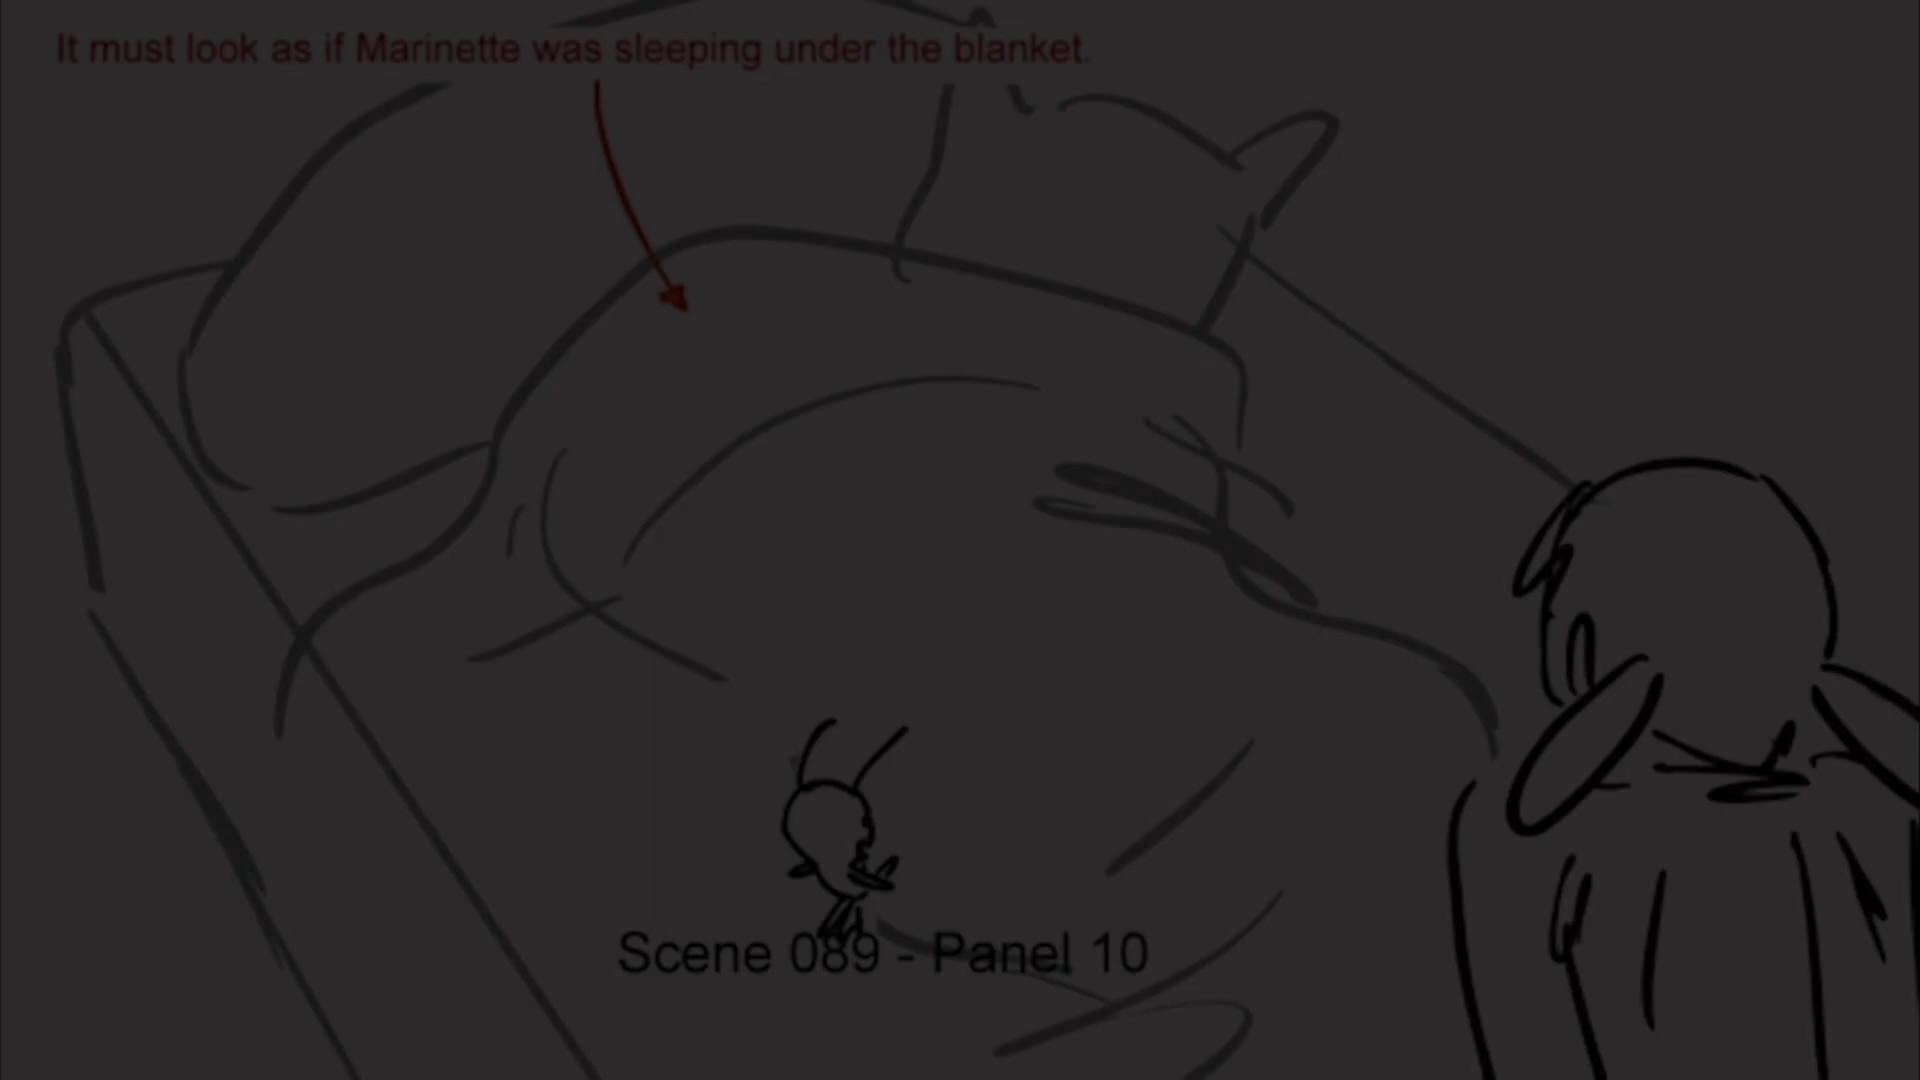 It must look as if Marinette was sleeping under the blanket.
Scene 089 - Panel 10